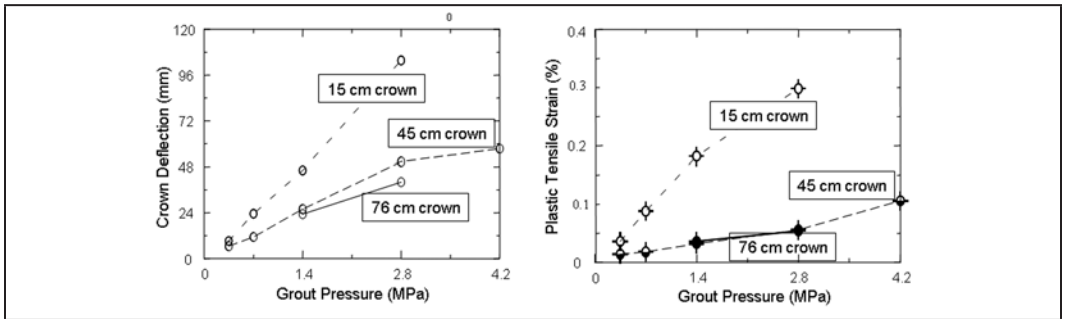 0
120
96
72
48
24
0
Crown Deflection (mm)
15 cm crown
45 cm crown
76 cm crown
0 1.4 2.8 4.2
Grout Pressure (MPa)
0.4
0.3
0.2
0.1
0
Plastic Tensile Strain (%)
15 cm crown
45 cm crown
76 cm crown
0 1.4 2.8 4.2
Grout Pressure (MPa)